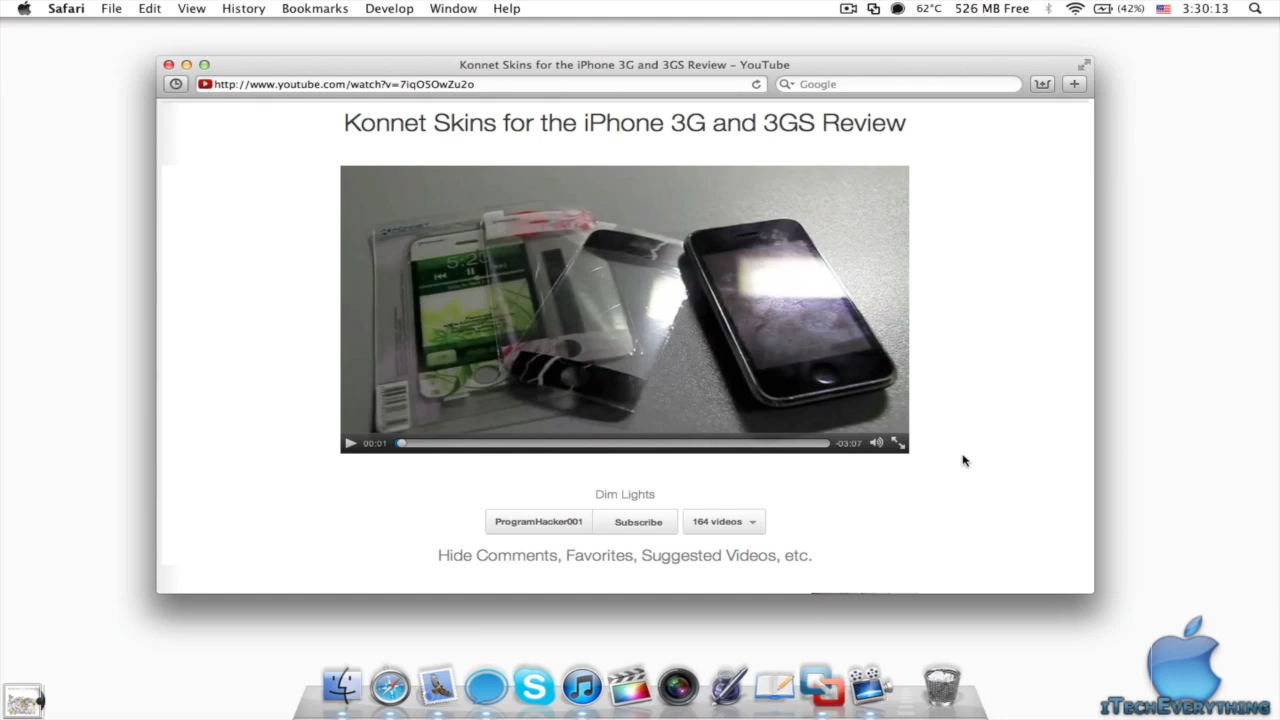 Safari File Edit View History Bookmarks Develop Window Help 62°C 526 MB Free (42%) 3:30:13
Konnet Skins for the iPhone 3G and 3GS Review – YouTube
http://www.youtube.com/watch?v=7iqO5OwZu2o Google
Konnet Skins for the iPhone 3G and 3GS Review
00:01 -03:07
Dim Lights
ProgramHacker001 Subscribe 164 videos
Hide Comments, Favorites, Suggested Videos, etc.
iTechEverything